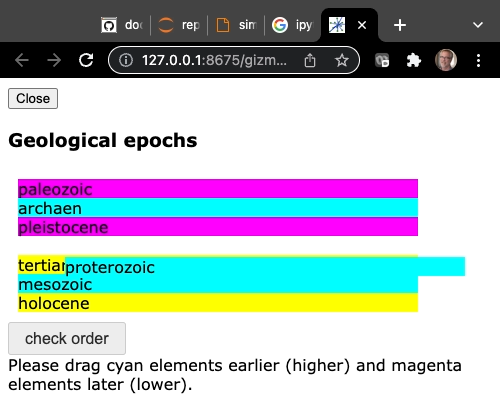 doc
rep
sim
ipy
127.0.0.1:8675/gizm...
Close
Geological epochs
paleozoic
archaen
pleistocene
tertiar
proterozoic
mesozoic
holocene
check order
Please drag cyan elements earlier (higher) and magenta
elements later (lower).